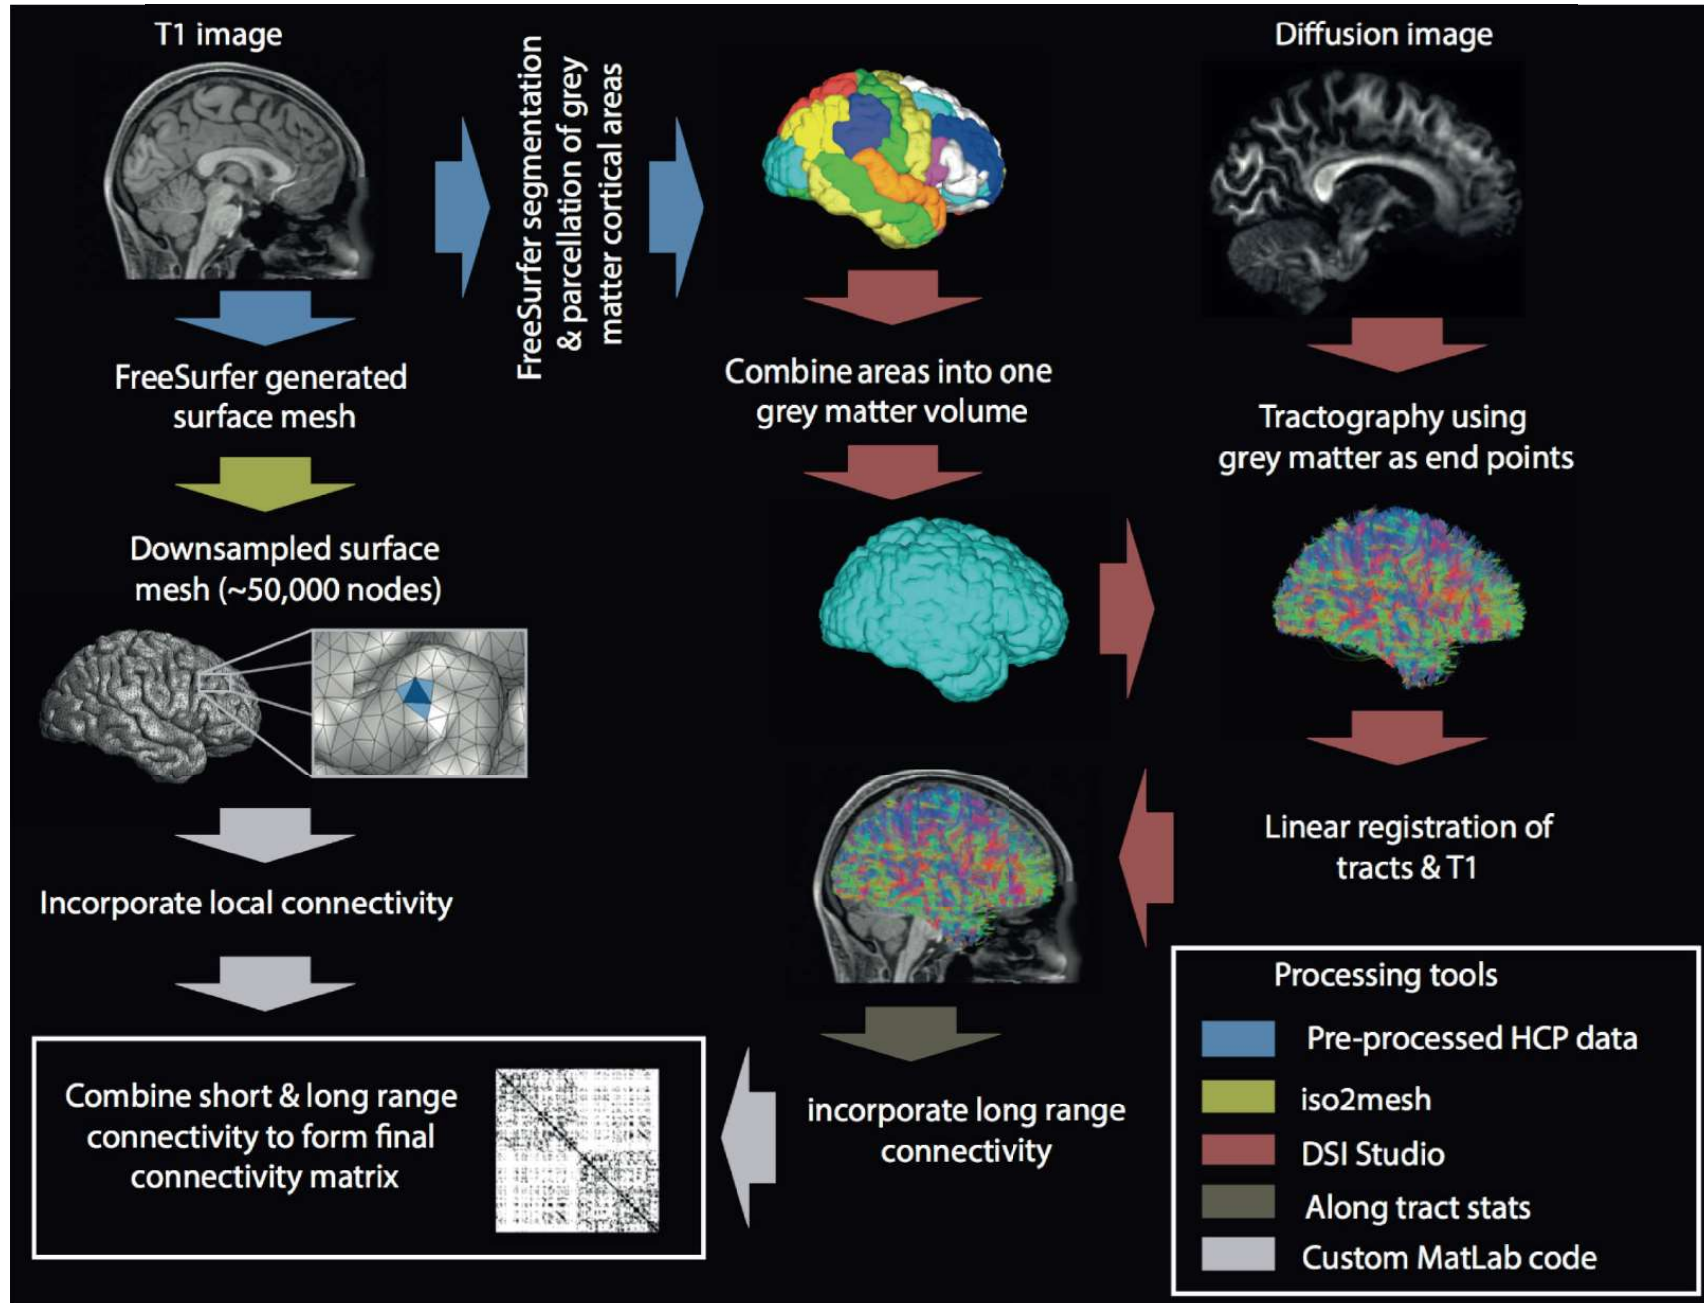 T1 image
FreeSurfer segmentation
& parcellation of grey
matter cortical areas
Diffusion image
FreeSurfer generated
surface mesh
Combine areas into one
grey matter volume
Tractography using
grey matter as end points
Downsampled surface
mesh (~50,000 nodes)
Linear registration of
tracts & T1
Incorporate local connectivity
incorporate long range
connectivity
Combine short & long range
connectivity to form final
connectivity matrix
Processing tools
Pre-processed HCP data
iso2mesh
DSI Studio
Along tract stats
Custom MatLab code